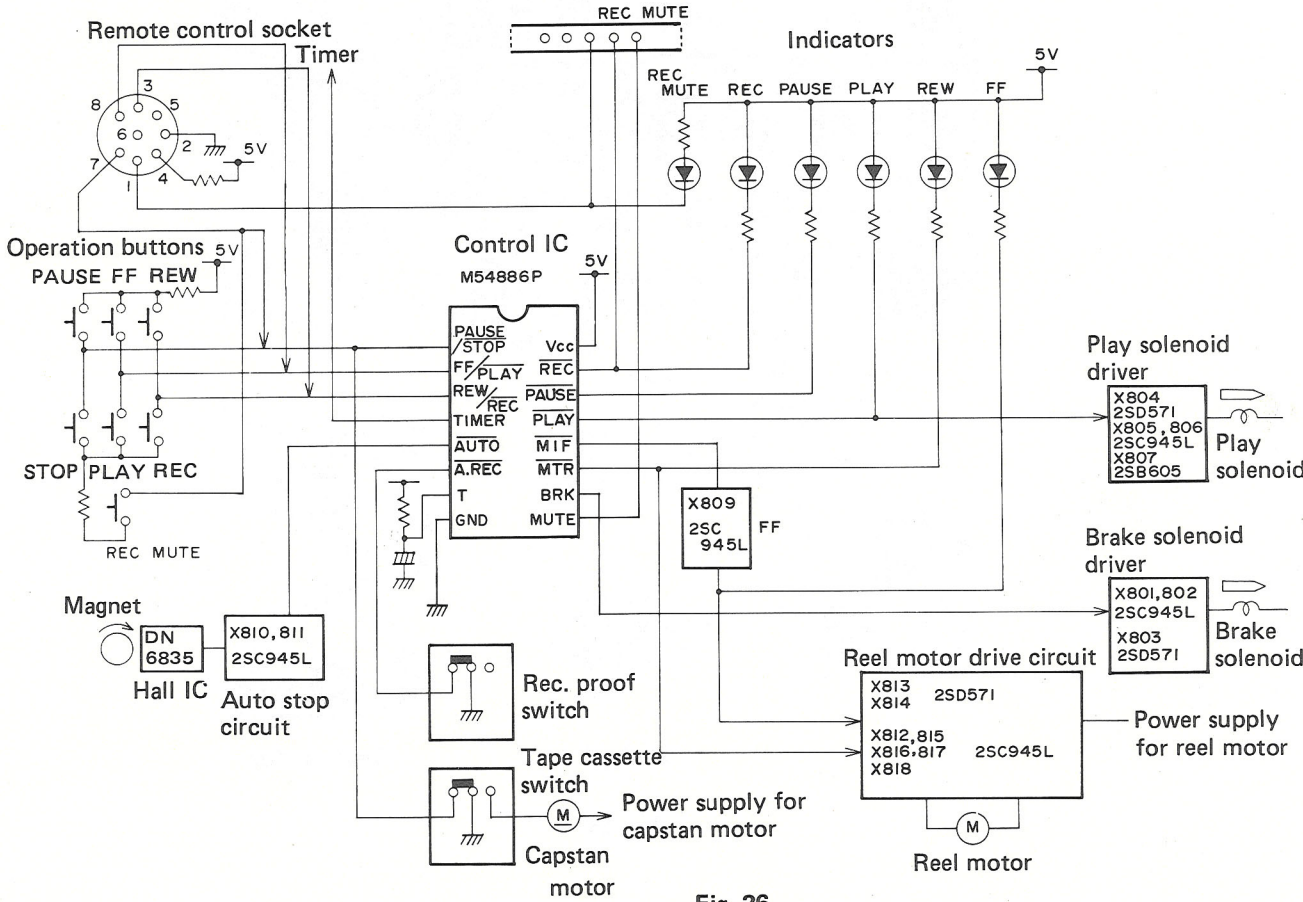 REC MUTE
Remote control socket
Timer
Indicators
5V
REC
MUTE REC PAUSE PLAY REW FF
3
8 5
6
2
7
5V
1 4
Operation buttons
5V
PAUSE FF REW
Control IC
M54886P
5V
PAUSE
/STOP
FF/PLAY
REW/REC
TIMER
AUTO
A.REC
T
GND
Vcc
REC
PAUSE
PLAY
MIF
MTR
BRK
MUTE
STOP PLAY REC
REC MUTE
X809
2SC
945L
FF
Play solenoid
driver
X804
2SD571
X805,806
2SC945L
X807
2SB605
Play
solenoid
Brake solenoid
driver
X801,802
2SC945L
X803
2SD571
Brake
solenoid
Magnet
DN
6835
Hall IC
X810,811
2SC945L
Auto stop
circuit
Rec. proof
switch
Tape cassette
switch
M
Power supply for
capstan motor
Capstan
motor
Reel motor drive circuit
X813
X814 2SD571
X812,815
X816,817 2SC945L
X818
Power supply
for reel motor
M
Reel motor
Fig. 26